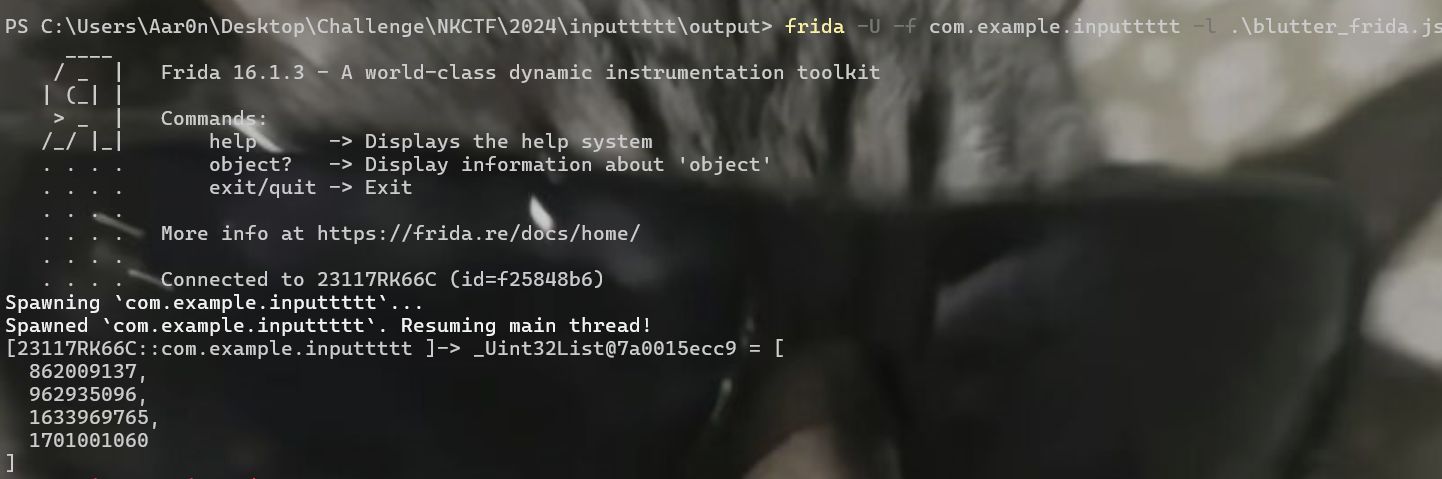 PS C:\Users\Aar0n\Desktop\Challenge\NKCTF\2024\inputtttt\output> frida -U -f com.example.inputtttt -l .\blutter_frida.js
     ____
    / _  |   Frida 16.1.3 - A world-class dynamic instrumentation toolkit
   | (_| |
    > _  |   Commands:
   /_/ |_|       help      -> Displays the help system
   . . . .       object?   -> Display information about 'object'
   . . . .       exit/quit -> Exit
   . . . .
   . . . .   More info at https://frida.re/docs/home/
   . . . .
   . . . .   Connected to 23117RK66C (id=f25848b6)
Spawning `com.example.inputtttt`...
Spawned `com.example.inputtttt`. Resuming main thread!
[23117RK66C::com.example.inputtttt ]-> _Uint32List@7a0015ecc9 = [
  862009137,
  962935096,
  1633969765,
  1701001060
]